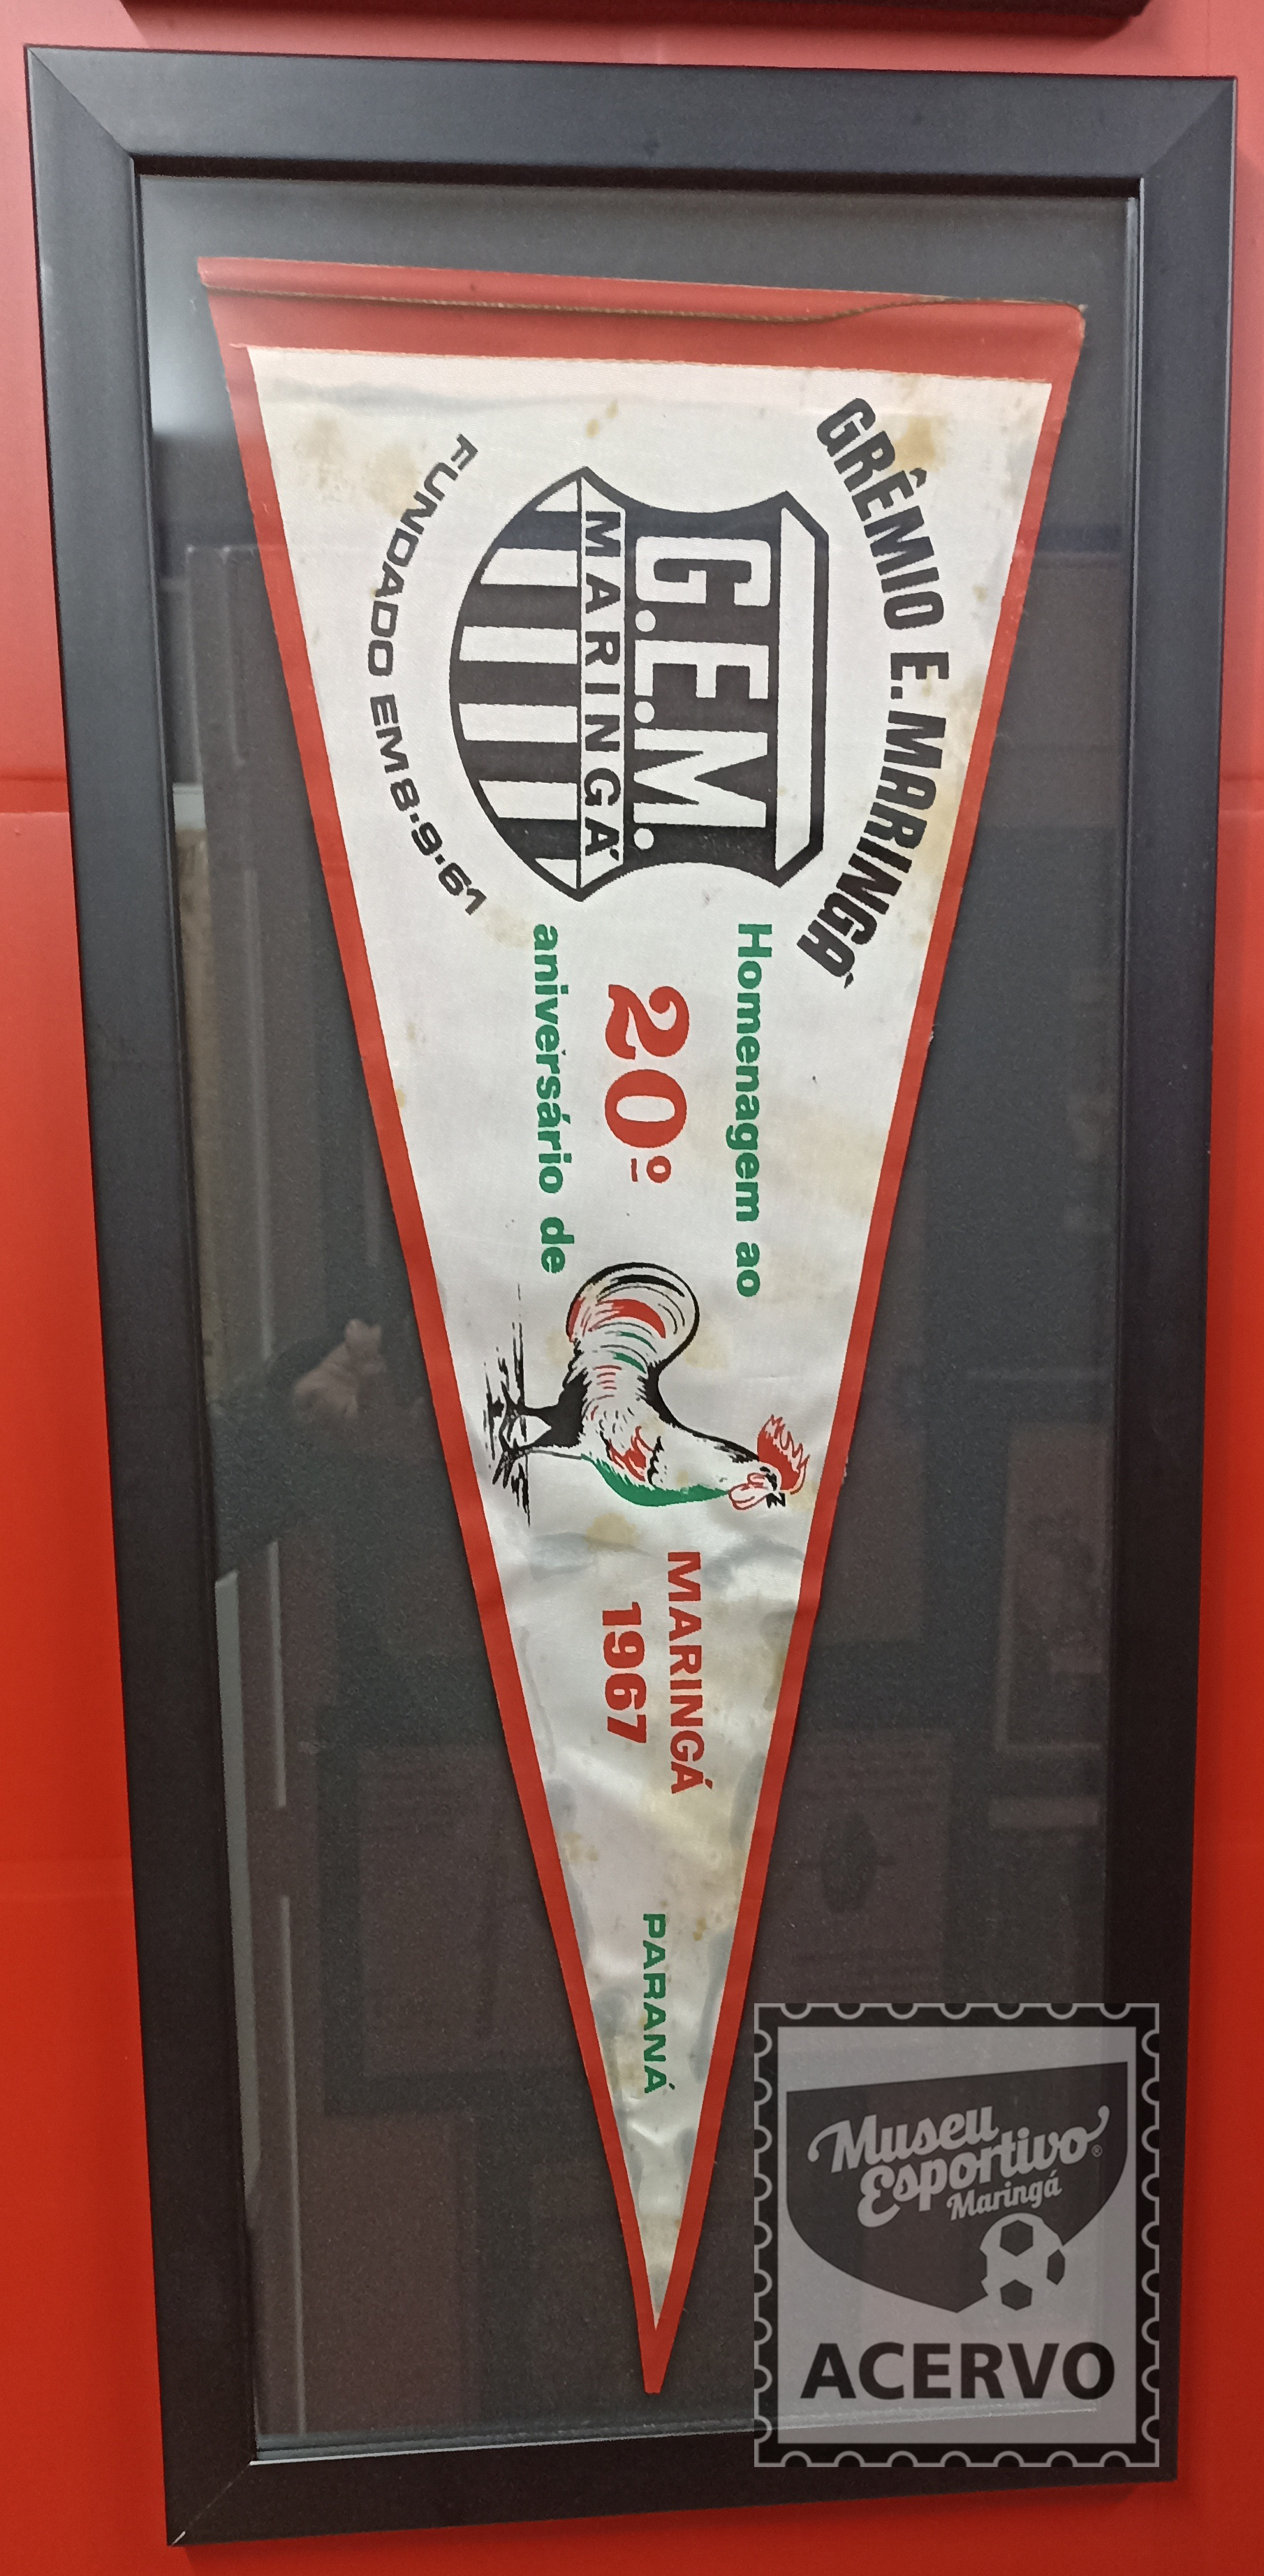 GRÊMIO E. MARINGÁ
G.E.M.
MARINGÁ
FUNDADO EM 8.9.61
Homenagem ao
20º
aniversário de
MARINGÁ
1967
PARANÁ
Museu
Esportivo®
Maringá
ACERVO